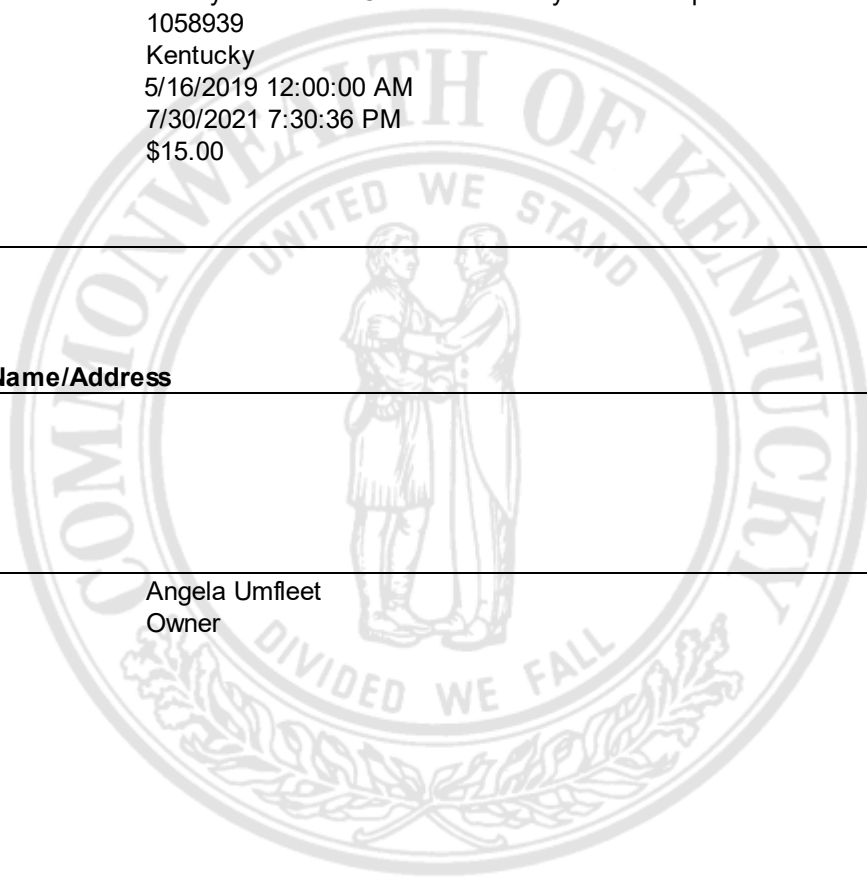 1058939
Kentucky
5/16/2019 12:00:00 AM
7/30/2021 7:30:36 PM
$15.00
COMMONWEALTH OF KENTUCKY
UNITED WE STAND
Name/Address
Angela Umfleet
Owner
DIVIDED WE FALL